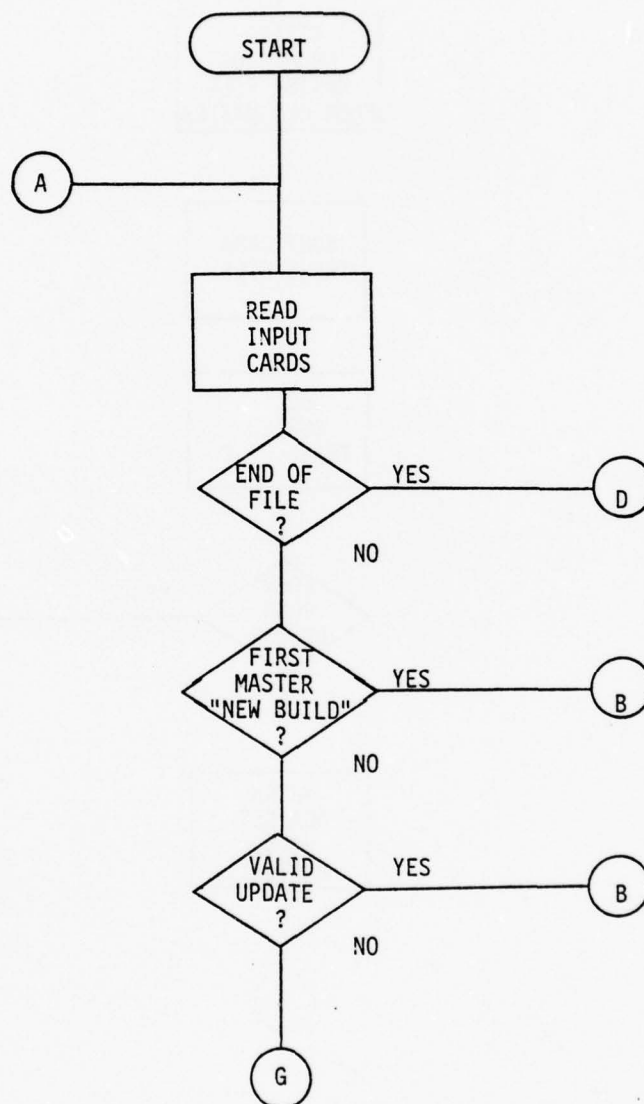 START
A
READ
INPUT
CARDS
END OF
FILE
?
YES
D
NO
FIRST
MASTER
"NEW BUILD"
?
YES
B
NO
VALID
UPDATE
?
YES
B
NO
G